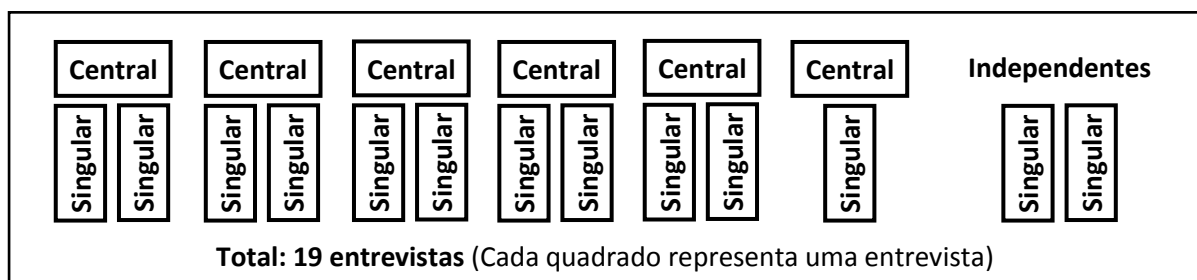 Central Central Central Central Central Central Independentes
Singular Singular Singular Singular Singular Singular Singular Singular Singular Singular Singular Singular Singular
Total: 19 entrevistas (Cada quadrado representa uma entrevista)